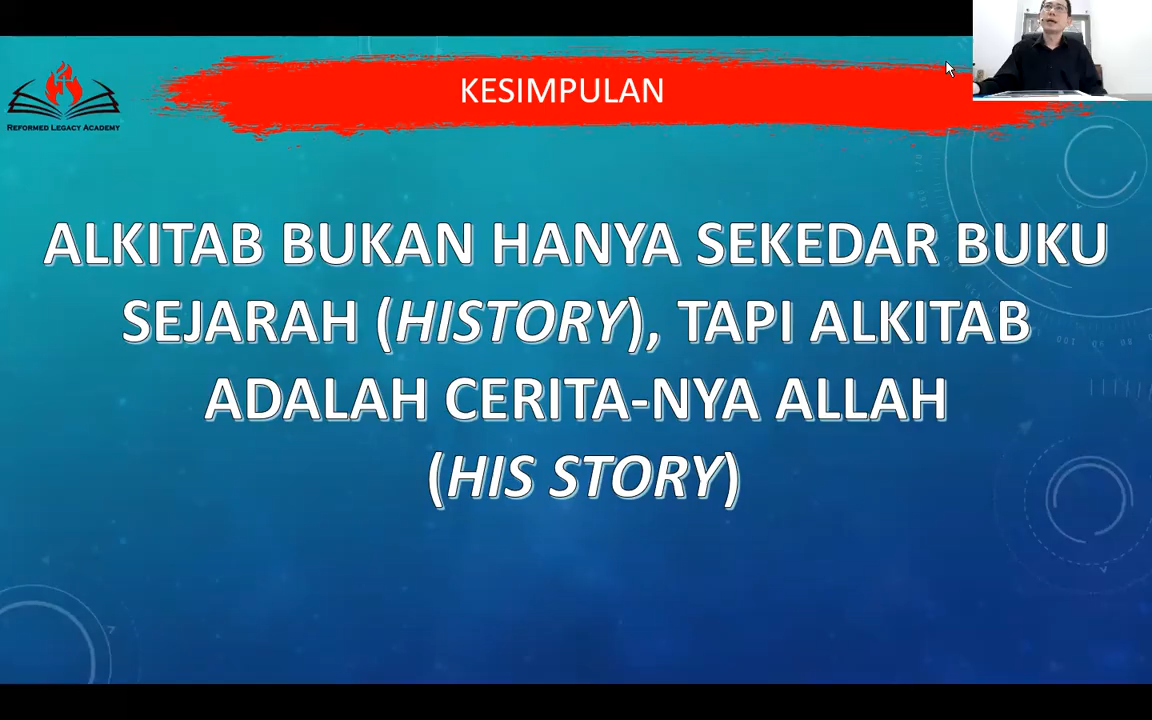 KESIMPULAN
REFORMED LEGACY ACADEMY
ALKITAB BUKAN HANYA SEKEDAR BUKU
SEJARAH (HISTORY), TAPI ALKITAB
ADALAH CERITA-NYA ALLAH
(HIS STORY)